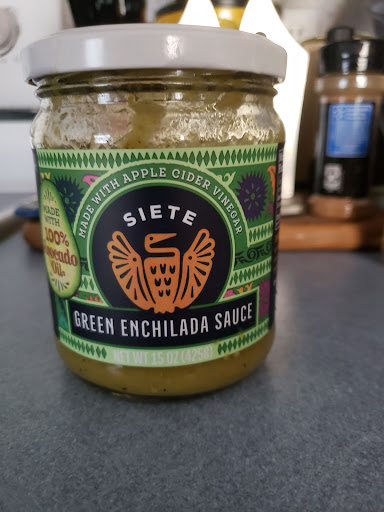 MADE WITH APPLE CIDER VINEGAR
SIETE
MADE
WITH
100%
avocado
oil
GREEN ENCHILADA SAUCE
NET WT 15 OZ (425g)